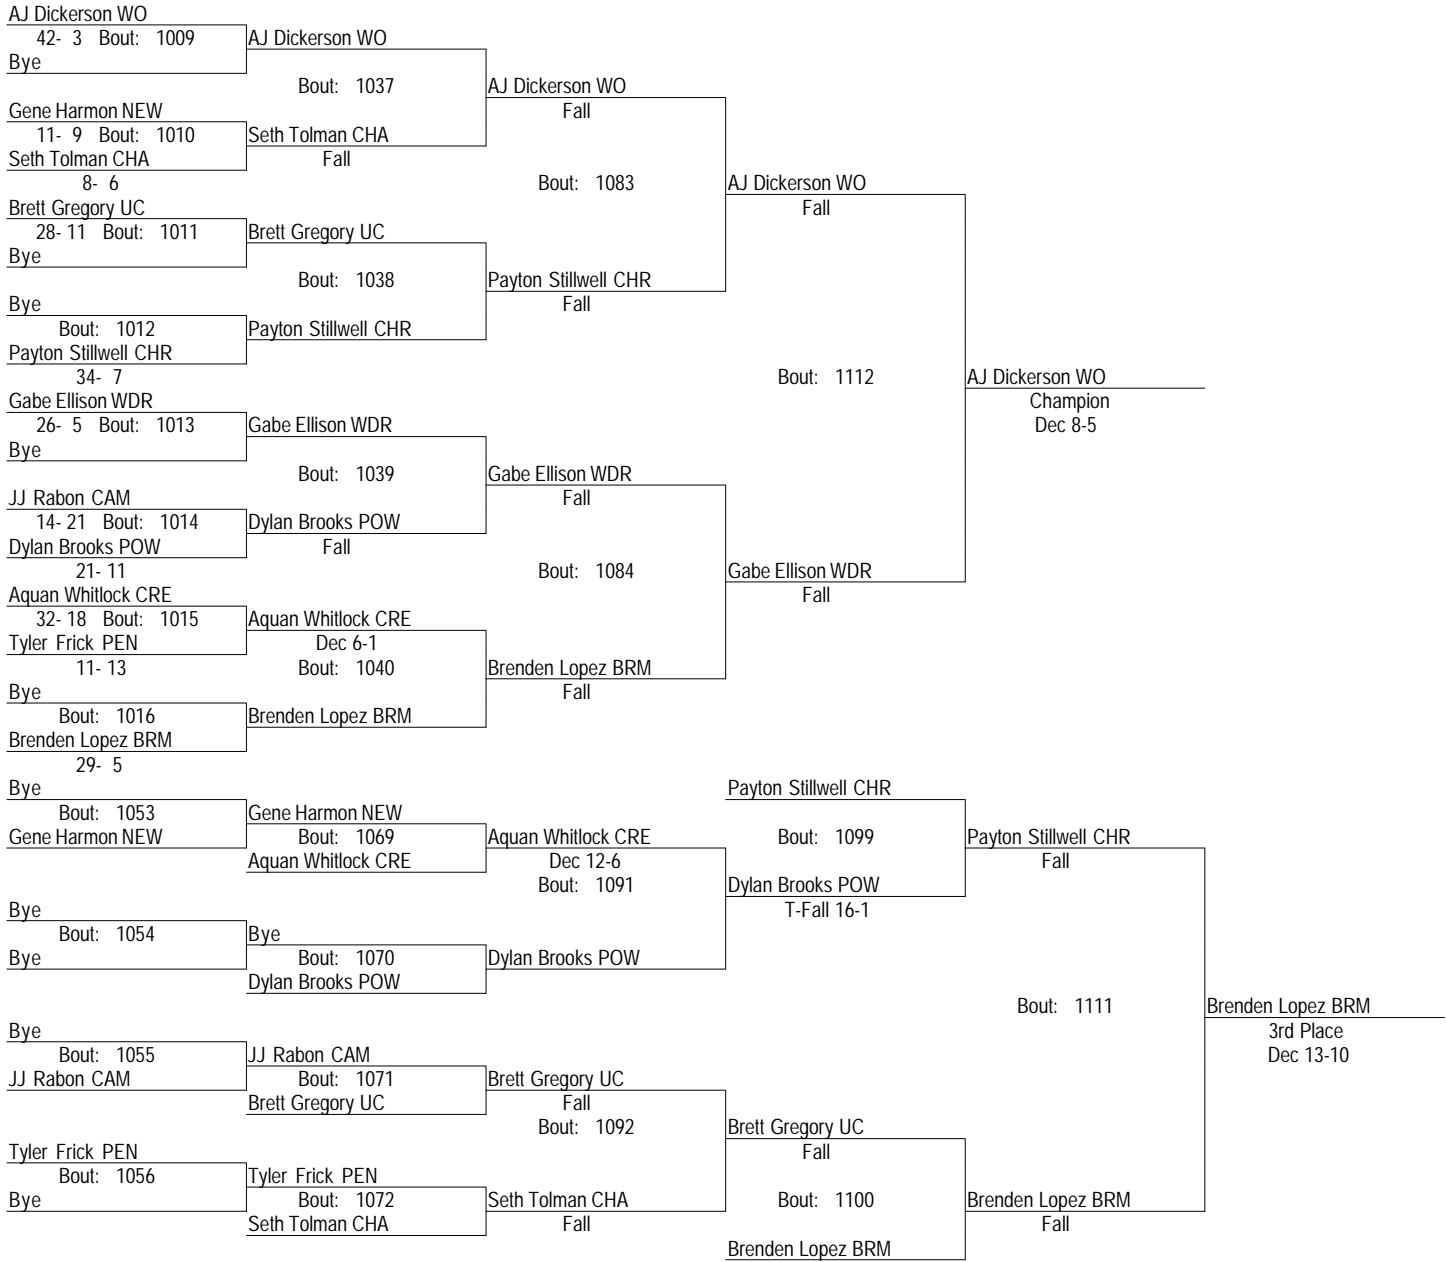 AJ Dickerson WO
42- 3 Bout: 1009
Bye
AJ Dickerson WO
Bout: 1037
AJ Dickerson WO
Fall
Gene Harmon NEW
11- 9 Bout: 1010
Seth Tolman CHA
8- 6
Seth Tolman CHA
Fall
Bout: 1083
AJ Dickerson WO
Fall
Brett Gregory UC
28- 11 Bout: 1011
Bye
Brett Gregory UC
Bout: 1038
Payton Stillwell CHR
Fall
Bye
Bout: 1012
Payton Stillwell CHR
34- 7
Payton Stillwell CHR
Bout: 1112
AJ Dickerson WO
Champion
Dec 8-5
Gabe Ellison WDR
26- 5 Bout: 1013
Bye
Gabe Ellison WDR
Bout: 1039
Gabe Ellison WDR
Fall
JJ Rabon CAM
14- 21 Bout: 1014
Dylan Brooks POW
21- 11
Dylan Brooks POW
Fall
Bout: 1084
Gabe Ellison WDR
Fall
Aquan Whitlock CRE
32- 18 Bout: 1015
Tyler Frick PEN
11- 13
Aquan Whitlock CRE
Dec 6-1
Bout: 1040
Brenden Lopez BRM
Fall
Bye
Bout: 1016
Brenden Lopez BRM
29- 5
Brenden Lopez BRM
Bye
Bout: 1053
Gene Harmon NEW
Gene Harmon NEW
Bout: 1069
Aquan Whitlock CRE
Aquan Whitlock CRE
Dec 12-6
Bout: 1091
Payton Stillwell CHR
Bout: 1099
Dylan Brooks POW
T-Fall 16-1
Payton Stillwell CHR
Fall
Bye
Bout: 1054
Bye
Bye
Bout: 1070
Dylan Brooks POW
Dylan Brooks POW
Bout: 1111
Brenden Lopez BRM
3rd Place
Dec 13-10
Bye
Bout: 1055
JJ Rabon CAM
JJ Rabon CAM
Bout: 1071
Brett Gregory UC
Brett Gregory UC
Fall
Bout: 1092
Brett Gregory UC
Fall
Tyler Frick PEN
Bout: 1056
Bye
Tyler Frick PEN
Bout: 1072
Seth Tolman CHA
Seth Tolman CHA
Fall
Bout: 1100
Brenden Lopez BRM
Brenden Lopez BRM
Fall